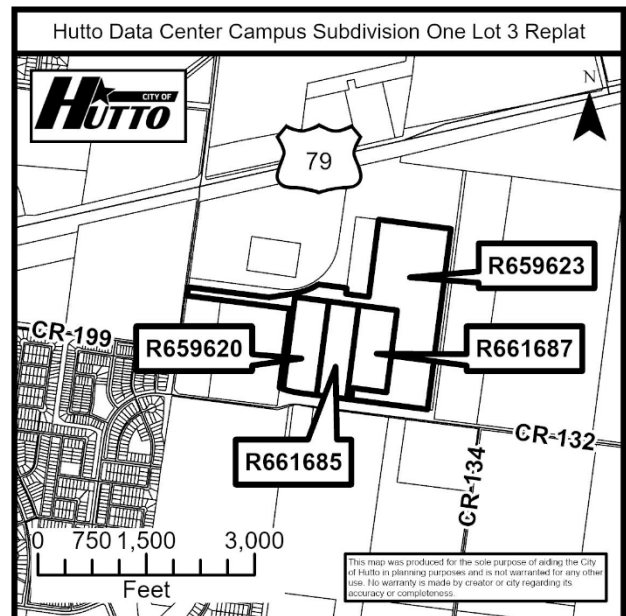 Hutto Data Center Campus Subdivision One Lot 3 Replat
CITY OF
HUTTO
N
79
R659623
CR-199
R659620
R661687
R661685
CR-132
CR-134
0 750 1,500 3,000
Feet
This map was produced for the sole purpose of aiding the City
of Hutto in planning purposes and is not warranted for any other
use. No warranty is made by creator or city regarding its
accuracy or completeness.